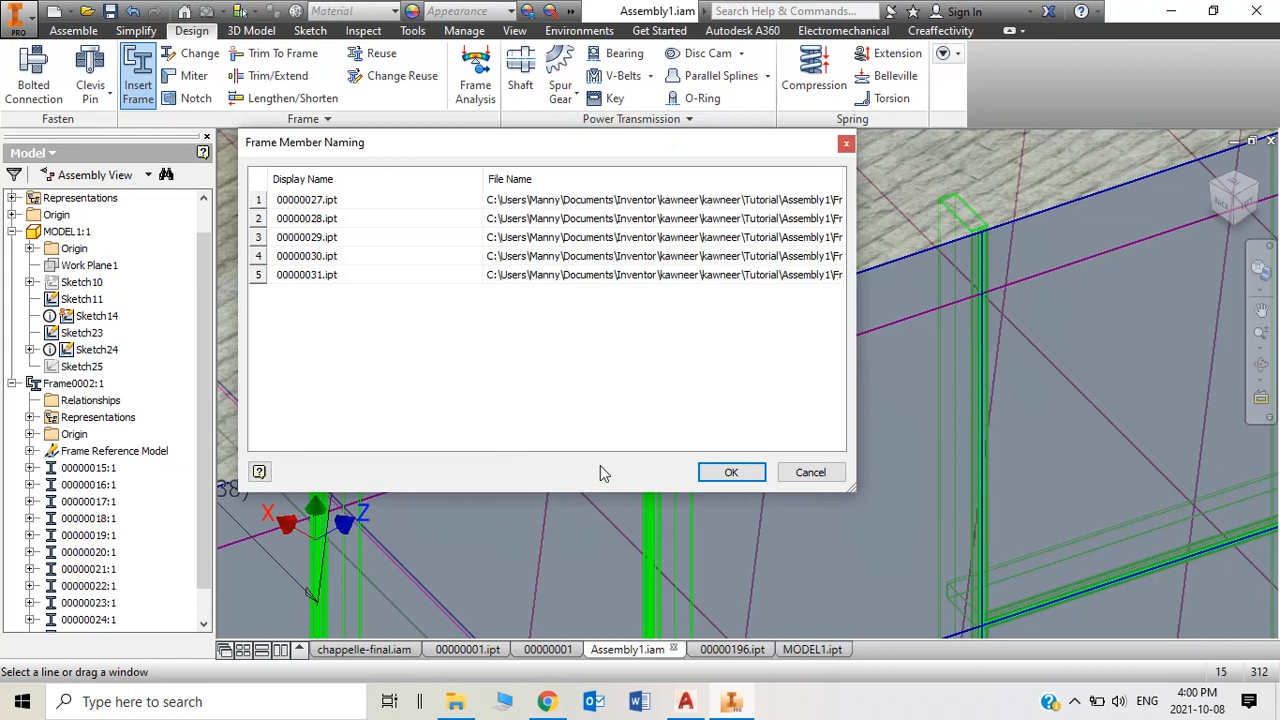 Material
Appearance
Assembly1.iam
Search Help & Commands...
Sign In
PRO
Assemble
Simplify
Design
3D Model
Sketch
Inspect
Tools
Manage
View
Environments
Get Started
Autodesk A360
Electromechanical
Creaffectivity
Bolted Connection
Clevis Pin
Insert Frame
Change
Miter
Notch
Trim To Frame
Trim/Extend
Lengthen/Shorten
Reuse
Change Reuse
Frame Analysis
Shaft
Spur Gear
Bearing
V-Belts
Key
Disc Cam
Parallel Splines
O-Ring
Compression
Extension
Belleville
Torsion
Fasten
Frame
Power Transmission
Spring
Model
Assembly View
Representations
Origin
MODEL1:1
Origin
Work Plane1
Sketch10
Sketch11
Sketch14
Sketch23
Sketch24
Sketch25
Frame0002:1
Relationships
Representations
Origin
Frame Reference Model
00000015:1
00000016:1
00000017:1
00000018:1
00000019:1
00000020:1
00000021:1
00000022:1
00000023:1
00000024:1
Frame Member Naming
Display Name File Name
1 00000027.ipt C:\Users\Manny\Documents\Inventor\kawneer\kawneer\Tutorial\Assembly1\Fr
2 00000028.ipt C:\Users\Manny\Documents\Inventor\kawneer\kawneer\Tutorial\Assembly1\Fr
3 00000029.ipt C:\Users\Manny\Documents\Inventor\kawneer\kawneer\Tutorial\Assembly1\Fr
4 00000030.ipt C:\Users\Manny\Documents\Inventor\kawneer\kawneer\Tutorial\Assembly1\Fr
5 00000031.ipt C:\Users\Manny\Documents\Inventor\kawneer\kawneer\Tutorial\Assembly1\Fr
OK
Cancel
X
Z
chappelle-final.iam
00000001.ipt
00000001
Assembly1.iam
00000196.ipt
MODEL1.ipt
Select a line or drag a window
15
312
Type here to search
ENG
4:00 PM
2021-10-08